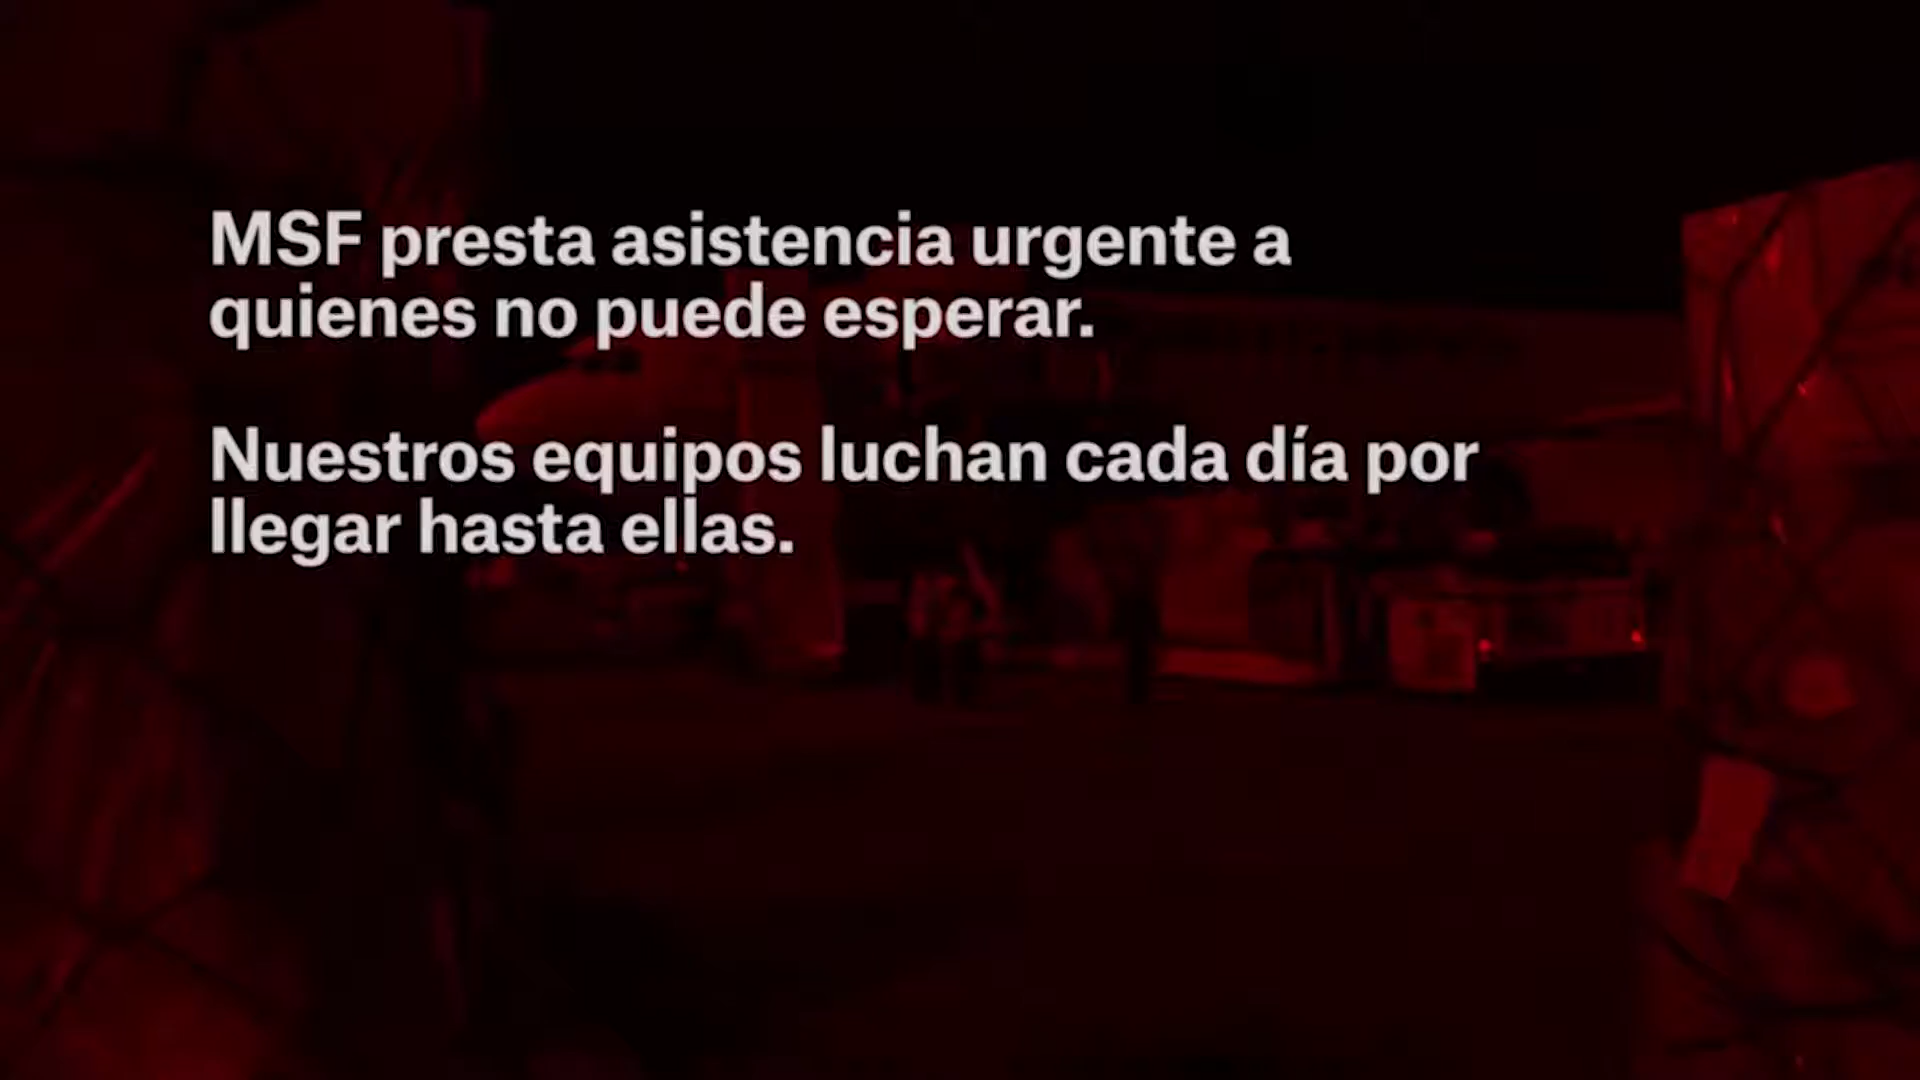 MSF presta asistencia urgente a
quienes no puede esperar.
Nuestros equipos luchan cada día por
llegar hasta ellas.